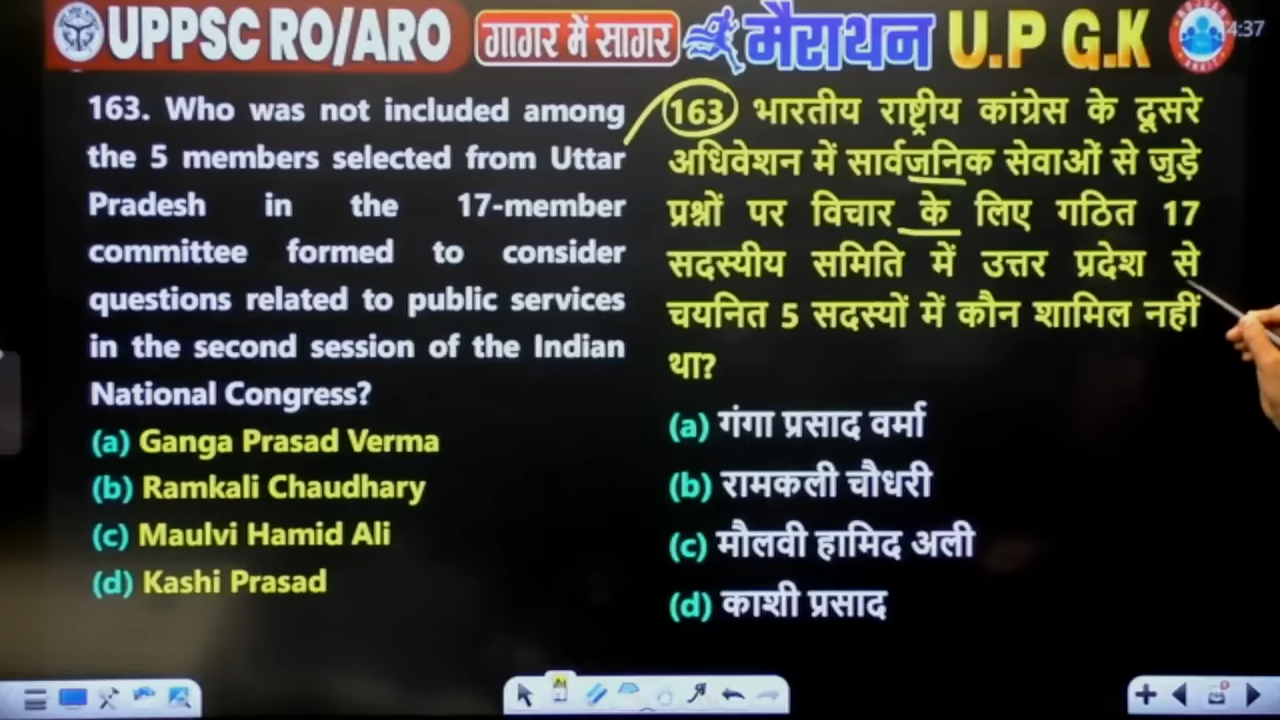 UPPSC RO/ARO गागर में सागर मैराथन U.P G.K
4:37
163. Who was not included among
the 5 members selected from Uttar
Pradesh in the 17-member
committee formed to consider
questions related to public services
in the second session of the Indian
National Congress?
(a) Ganga Prasad Verma
(b) Ramkali Chaudhary
(c) Maulvi Hamid Ali
(d) Kashi Prasad
163 भारतीय राष्ट्रीय कांग्रेस के दूसरे
अधिवेशन में सार्वजनिक सेवाओं से जुड़े
प्रश्नों पर विचार के लिए गठित 17
सदस्यीय समिति में उत्तर प्रदेश से
चयनित 5 सदस्यों में कौन शामिल नहीं
था?
(a) गंगा प्रसाद वर्मा
(b) रामकली चौधरी
(c) मौलवी हामिद अली
(d) काशी प्रसाद